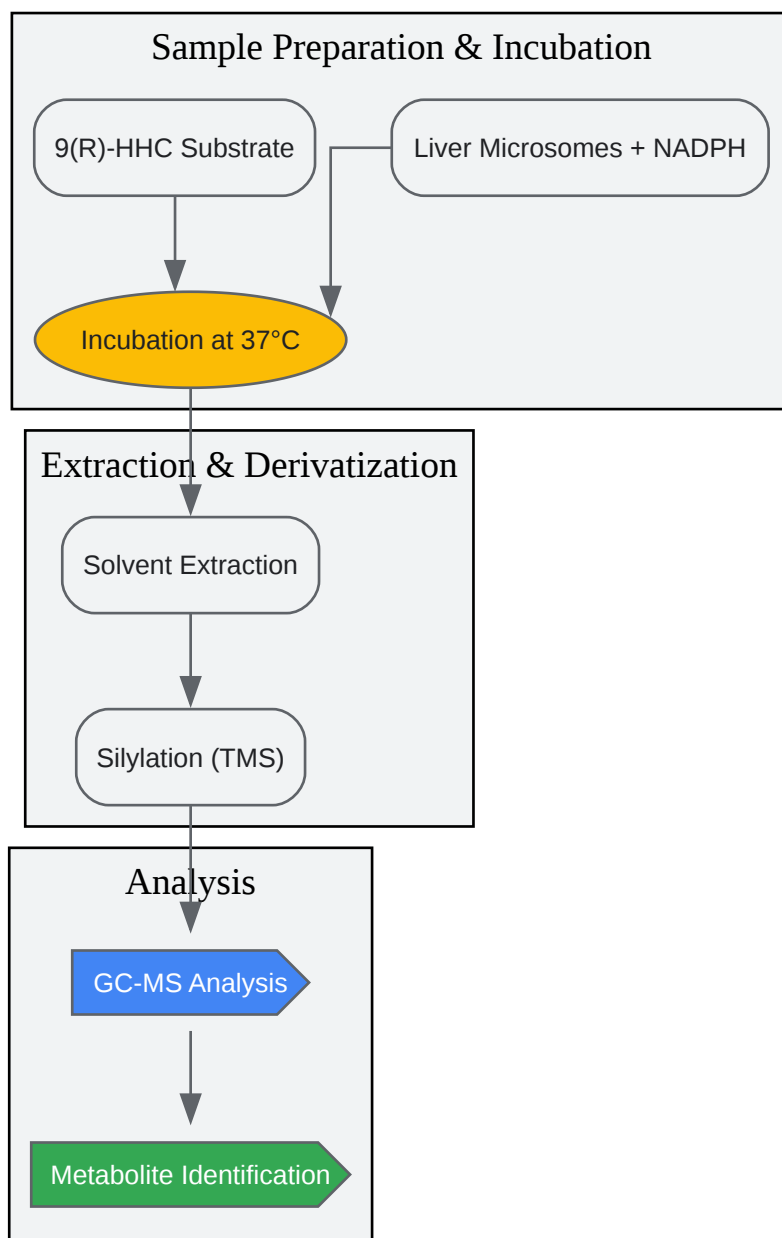 Sample Preparation & Incubation
9(R)-HHC Substrate
Liver Microsomes + NADPH
Incubation at 37°C
Extraction & Derivatization
Solvent Extraction
Silylation (TMS)
Analysis
GC-MS Analysis
Metabolite Identification